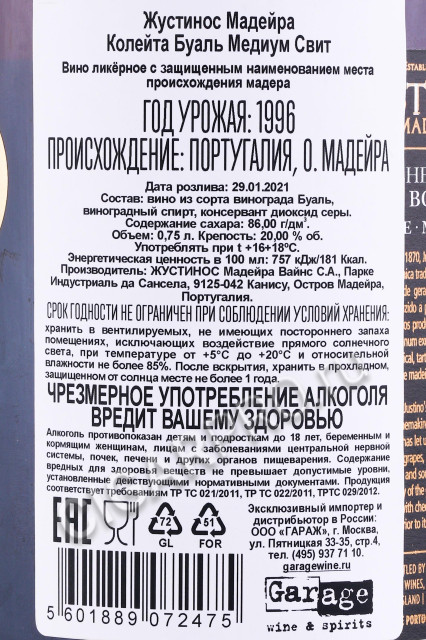 Жустинос Мадейра
Колейта Буаль Медиум Свит
Вино ликёрное с защищенным наименованием места
происхождения мадера
ГОД УРОЖАЯ: 1996
ПРОИСХОЖДЕНИЕ: ПОРТУГАЛИЯ, О. МАДЕЙРА
Дата розлива: 29.01.2021
Состав: вино из сорта винограда Буаль,
виноградный спирт, консервант диоксид серы.
Содержание сахара: 86,00 г/дм³.
Объем: 0,75 л. Крепость: 20,00 % об.
Употреблять при t +16+18°С.
Энергетическая ценность в 100 мл: 757 кДж/181 Ккал.
Производитель: ЖУСТИНОС Мадейра Вайнс С.А., Парке
Индустриаль да Сансела, 9125-042 Канису, Остров Мадейра,
Португалия.
СРОК ГОДНОСТИ НЕ ОГРАНИЧЕН ПРИ СОБЛЮДЕНИИ УСЛОВИЙ ХРАНЕНИЯ:
хранить в вентилируемых, не имеющих постороннего запаха
помещениях, исключающих воздействие прямого солнечного
света, при температуре от +5°С до +20°С и относительной
влажности не более 85%. После вскрытия, хранить в прохладном,
защищенном от солнца месте не более 1 года.
ЧРЕЗМЕРНОЕ УПОТРЕБЛЕНИЕ АЛКОГОЛЯ
ВРЕДИТ ВАШЕМУ ЗДОРОВЬЮ
Алкоголь противопоказан детям и подросткам до 18 лет, беременным и
кормящим женщинам, лицам с заболеваниями центральной нервной
системы, почек, печени и других органов пищеварения. Содержание
вредных для здоровья веществ не превышает допустимые уровни,
установленные действующими нормативными документами. Продукция
соответствует требованиям ТР ТС 021/2011, ТР ТС 022/2011, ТРТС 029/2012.
EAC
72
GL
51
FOR
Эксклюзивный импортер и
дистрибьютор в России:
ООО «ГАРАЖ», г. Москва,
ул. Пятницкая 33-35, стр.4,
тел. (495) 937 71 10.
garagewine.ru
Garage
wine & spirits
5 601889 072475